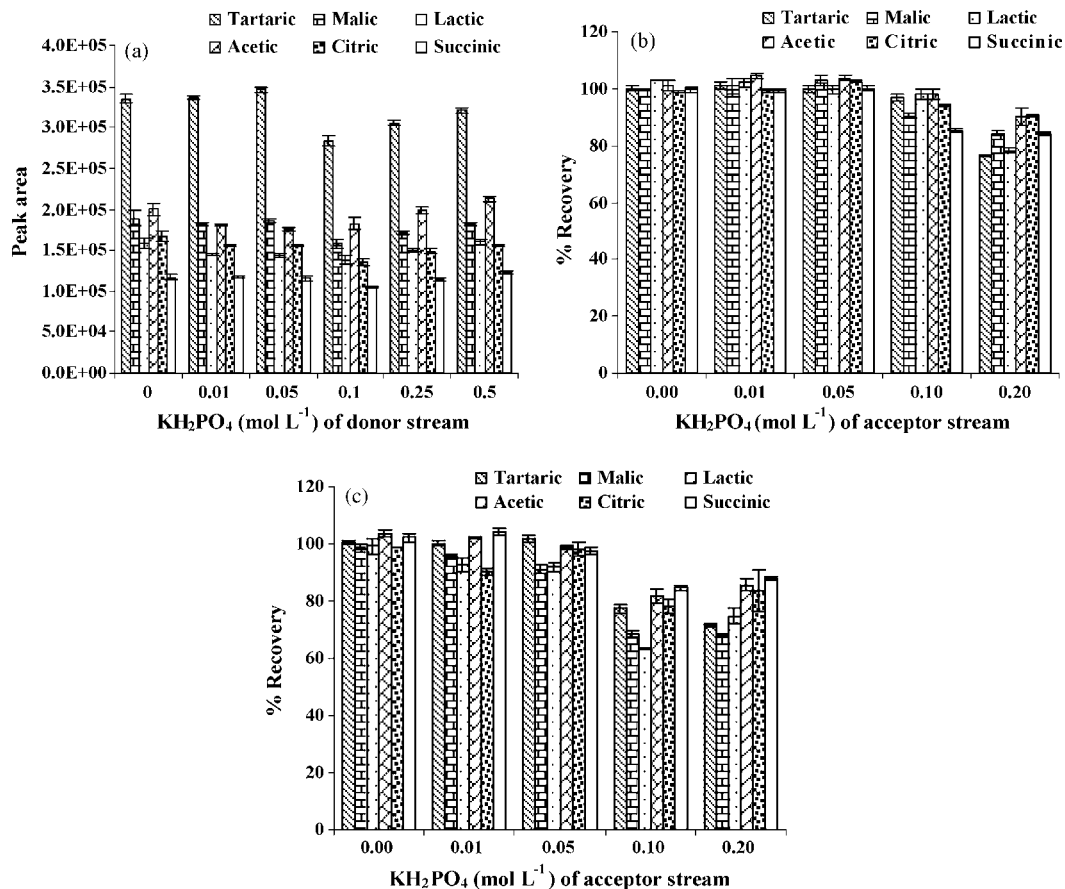 Tartaric Malic Lactic
Acetic Citric Succinic
(a)
4.0E+05
3.5E+05
3.0E+05
2.5E+05
2.0E+05
1.5E+05
1.0E+05
5.0E+04
0.0E+00
Peak area
0 0.01 0.05 0.1 0.25 0.5
KH₂PO₄ (mol L⁻¹) of donor stream
Tartaric Malic Lactic
Acetic Citric Succinic
(b)
120
100
80
60
40
20
0
% Recovery
0.00 0.01 0.05 0.10 0.20
KH₂PO₄ (mol L⁻¹) of acceptor stream
Tartaric Malic Lactic
Acetic Citric Succinic
(c)
120
100
80
60
40
20
0
% Recovery
0.00 0.01 0.05 0.10 0.20
KH₂PO₄ (mol L⁻¹) of acceptor stream